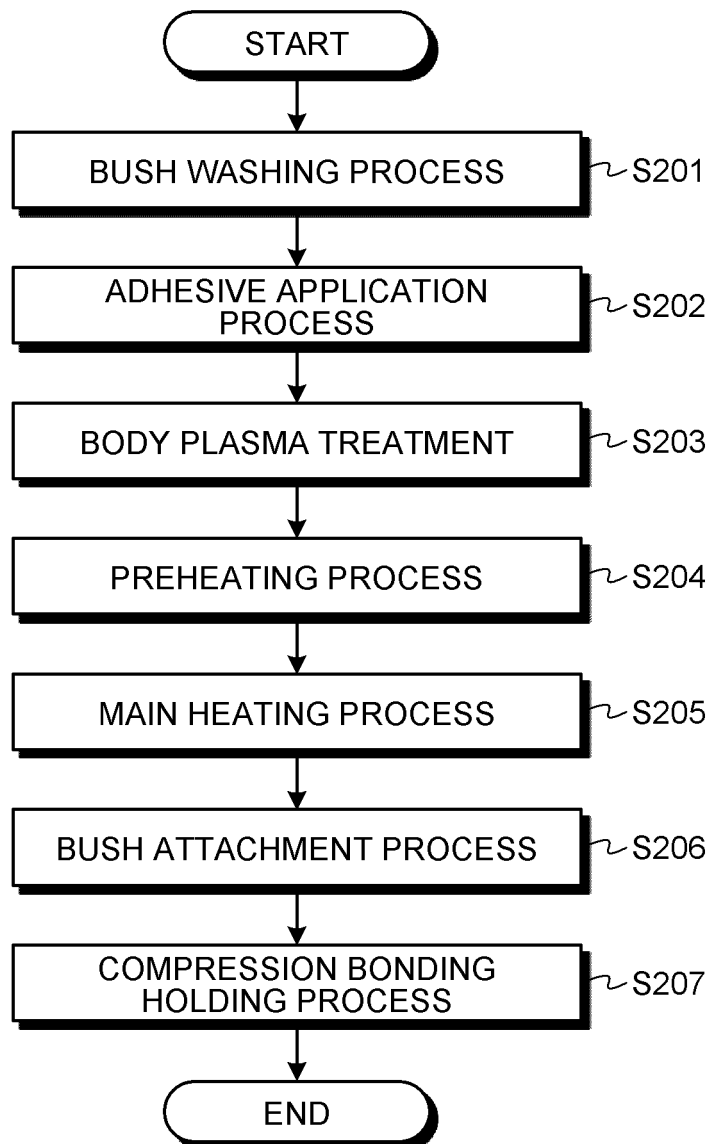 START
BUSH WASHING PROCESS
S201
ADHESIVE APPLICATION
PROCESS
S202
BODY PLASMA TREATMENT
S203
PREHEATING PROCESS
S204
MAIN HEATING PROCESS
S205
BUSH ATTACHMENT PROCESS
S206
COMPRESSION BONDING
HOLDING PROCESS
S207
END